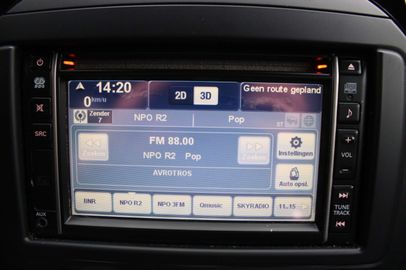 14:20
2D 3D
Geen route gepland
0 km/u
Zender 7
NPO R2
Pop
FM 88.00
NPO R2 Pop
AVROTROS
Zoeken
Zoeken
Instellingen
Auto opsl.
BNR
NPO R2
NPO 3FM
Qmusic
SKYRADIO
11..15
SRC
AUX
VOL
TUNE
TRACK